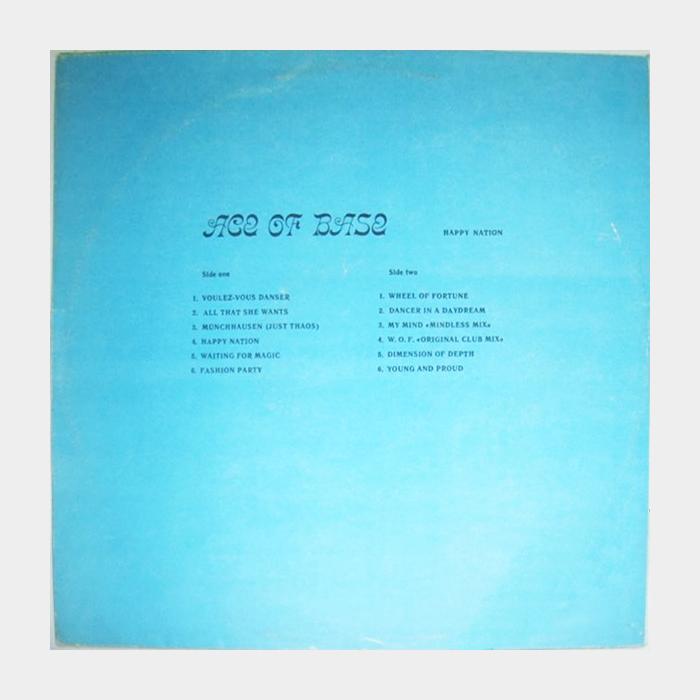 ACE OF BASE
HAPPY NATION
Side one
1. VOULEZ-VOUS DANSER
2. ALL THAT SHE WANTS
3. MÜNCHHAUSEN (JUST THAOS)
4. HAPPY NATION
5. WAITING FOR MAGIC
6. FASHION PARTY
Side two
1. WHEEL OF FORTUNE
2. DANCER IN A DAYDREAM
3. MY MIND «MINDLESS MIX»
4. W. O. F. «ORIGINAL CLUB MIX»
5. DIMENSION OF DEPTH
6. YOUNG AND PROUD